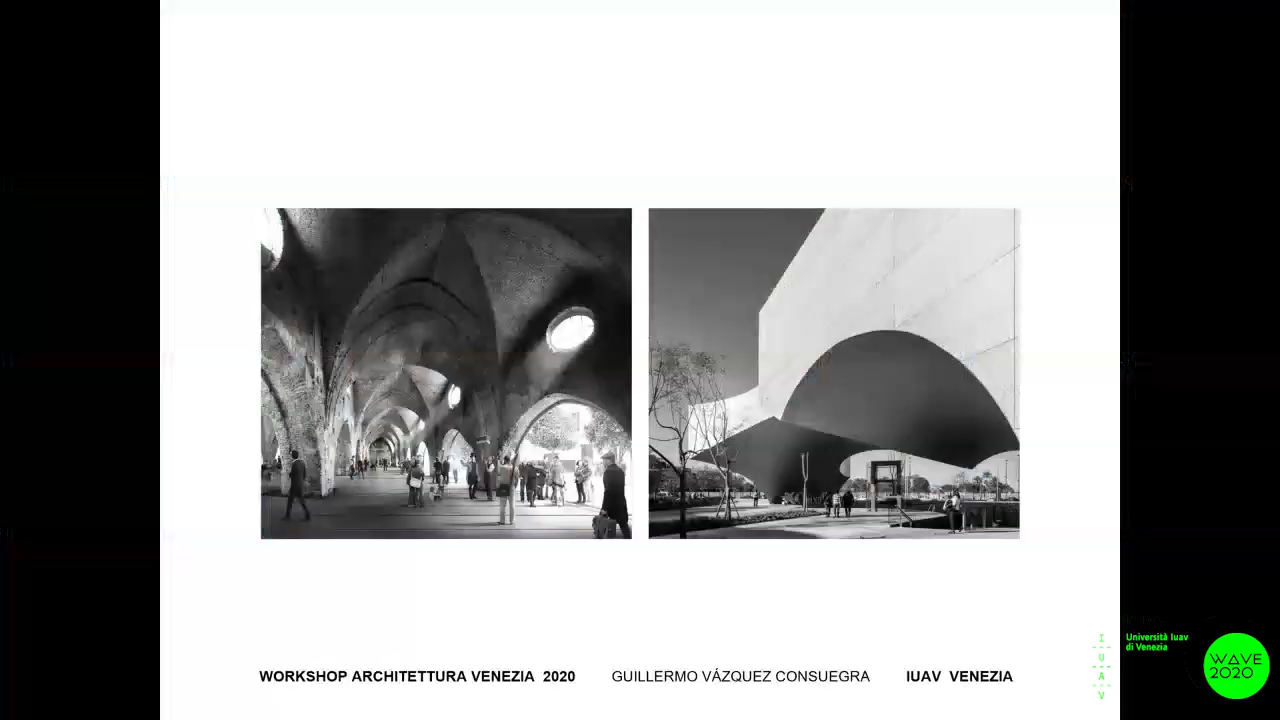 WORKSHOP ARCHITETTURA VENEZIA 2020 GUILLERMO VÁZQUEZ CONSUEGRA IUAV VENEZIA
I
U
A
V
Università Iuav
di Venezia
WAVE
2020